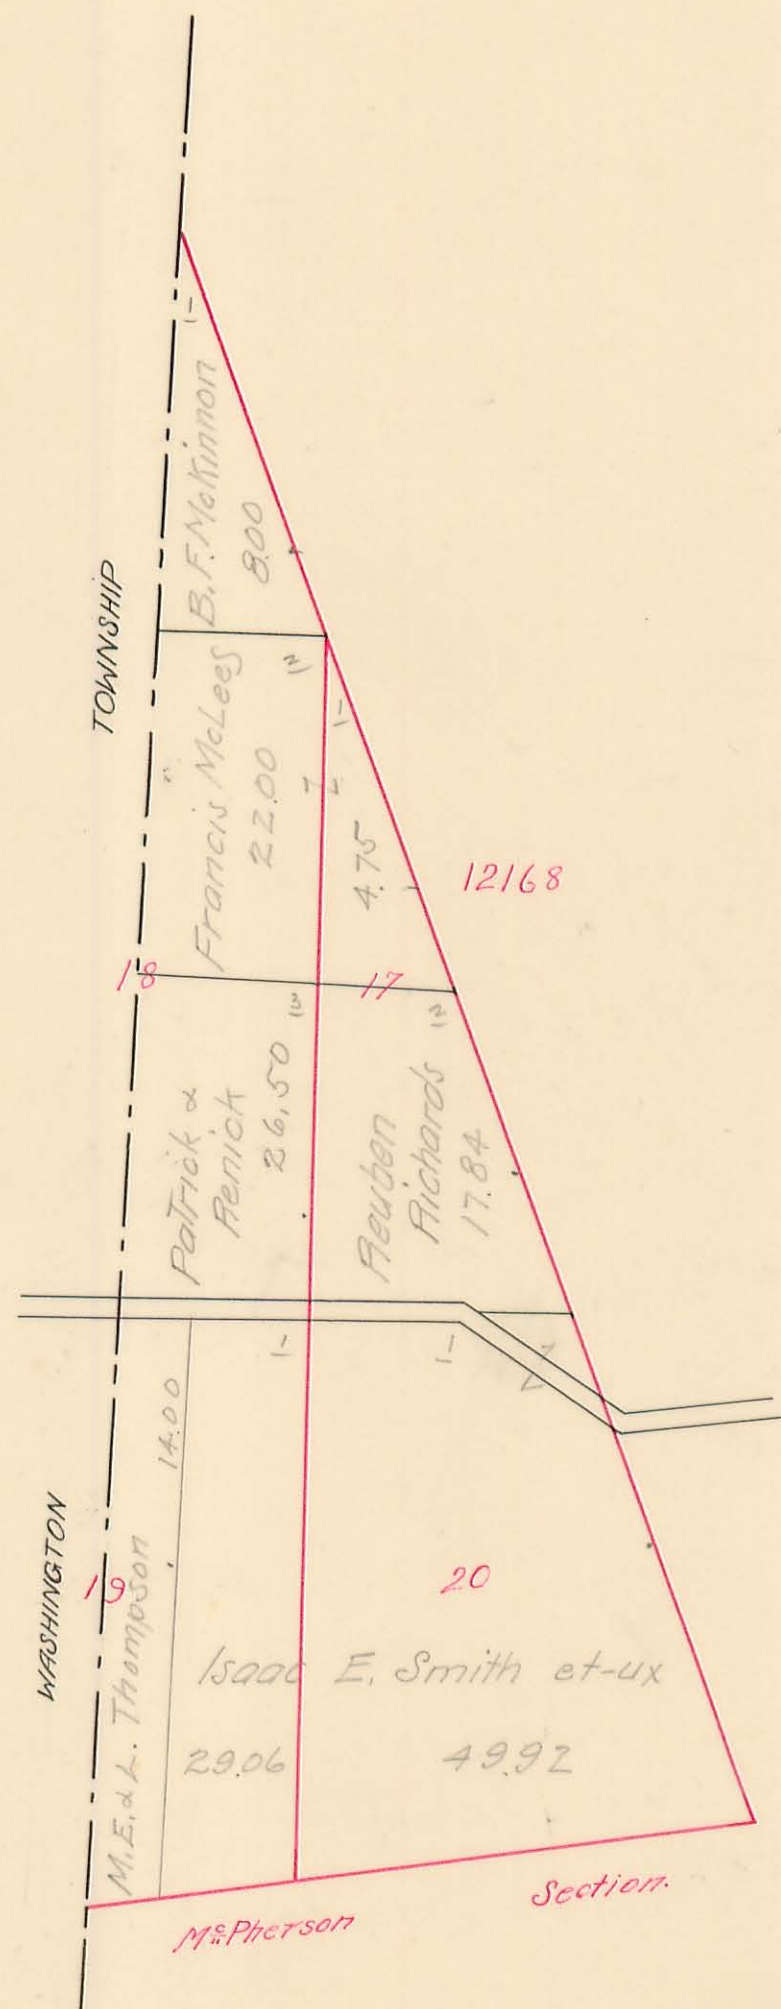 TOWNSHIP
B.F. McKinnon
8.00
Francis McLees
22.00
4.75
12168
18
17
Patrick &
Renick
26.50
Reuben
Richards
17.84
WASHINGTON
14.00
19
M.E. & L. Thompson
20
Isaac E. Smith et-ux
29.06
49.92
McPherson Section.